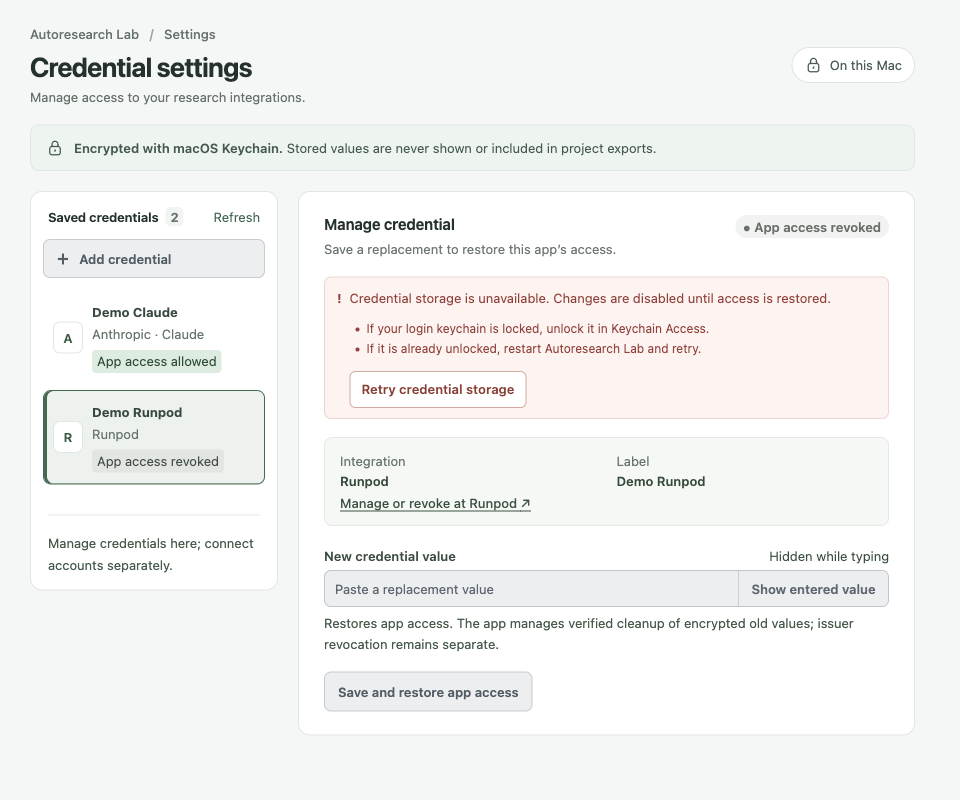 Autoresearch Lab / Settings
Credential settings
Manage access to your research integrations.
On this Mac
Encrypted with macOS Keychain. Stored values are never shown or included in project exports.
Saved credentials 2 Refresh
+ Add credential
A
Demo Claude
Anthropic · Claude
App access allowed
R
Demo Runpod
Runpod
App access revoked
Manage credentials here; connect
accounts separately.
Manage credential
• App access revoked
Save a replacement to restore this app’s access.
! Credential storage is unavailable. Changes are disabled until access is restored.
• If your login keychain is locked, unlock it in Keychain Access.
• If it is already unlocked, restart Autoresearch Lab and retry.
Retry credential storage
Integration
Runpod
Manage or revoke at Runpod ↗
Label
Demo Runpod
New credential value
Hidden while typing
Paste a replacement value
Show entered value
Restores app access. The app manages verified cleanup of encrypted old values; issuer
revocation remains separate.
Save and restore app access